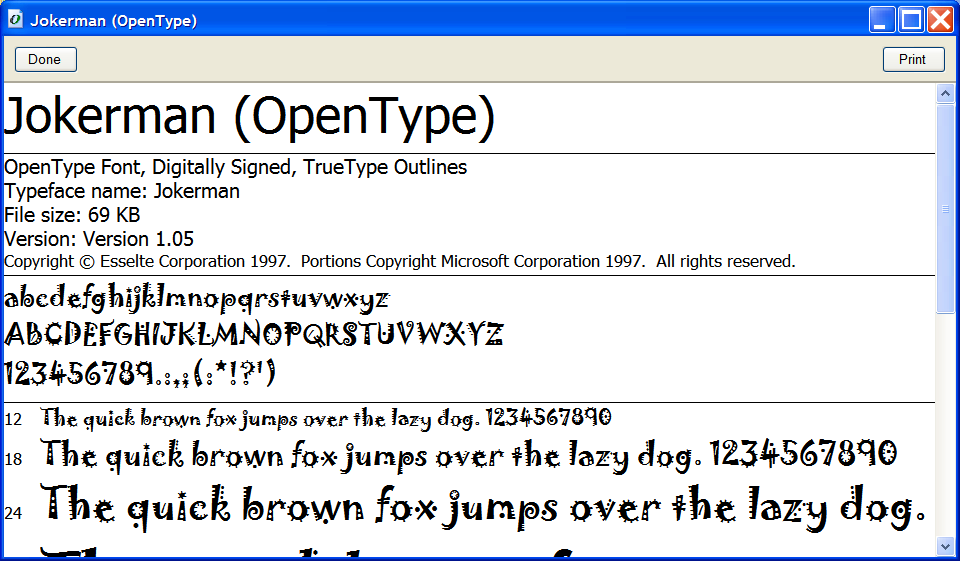 Jokerman (OpenType)
Done
Print
Jokerman (OpenType)
OpenType Font, Digitally Signed, TrueType Outlines
Typeface name: Jokerman
File size: 69 KB
Version: Version 1.05
Copyright © Esselte Corporation 1997.  Portions Copyright Microsoft Corporation 1997.  All rights reserved.
abcdefghijklmnopqrstuvwxyz
ABCDEFGHIJKLMNOPQRSTUVWXYZ
123456789.:,;(:*!?')
12 The quick brown fox jumps over the lazy dog. 1234567890
18 The quick brown fox jumps over the lazy dog. 1234567890
24 The quick brown fox jumps over the lazy dog.